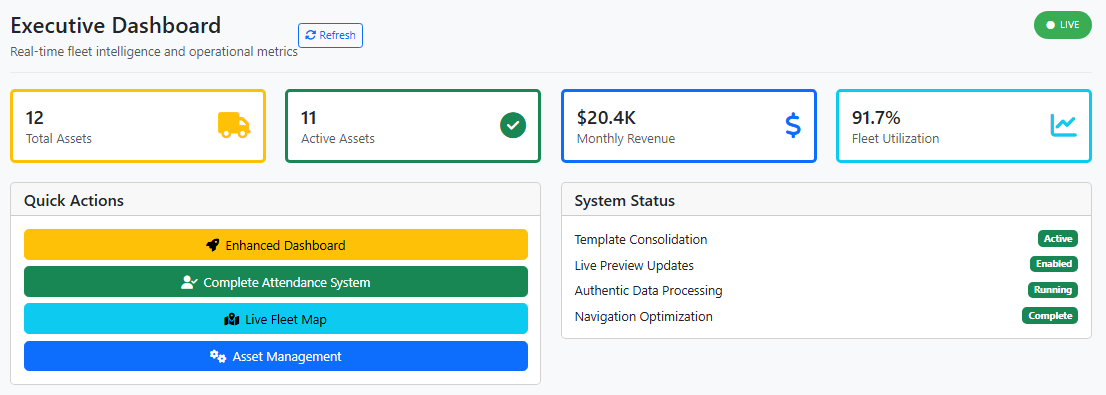 Executive Dashboard
Real-time fleet intelligence and operational metrics
Refresh
LIVE
12
Total Assets
11
Active Assets
$20.4K
Monthly Revenue
91.7%
Fleet Utilization
Quick Actions
Enhanced Dashboard
Complete Attendance System
Live Fleet Map
Asset Management
System Status
Template Consolidation Active
Live Preview Updates Enabled
Authentic Data Processing Running
Navigation Optimization Complete